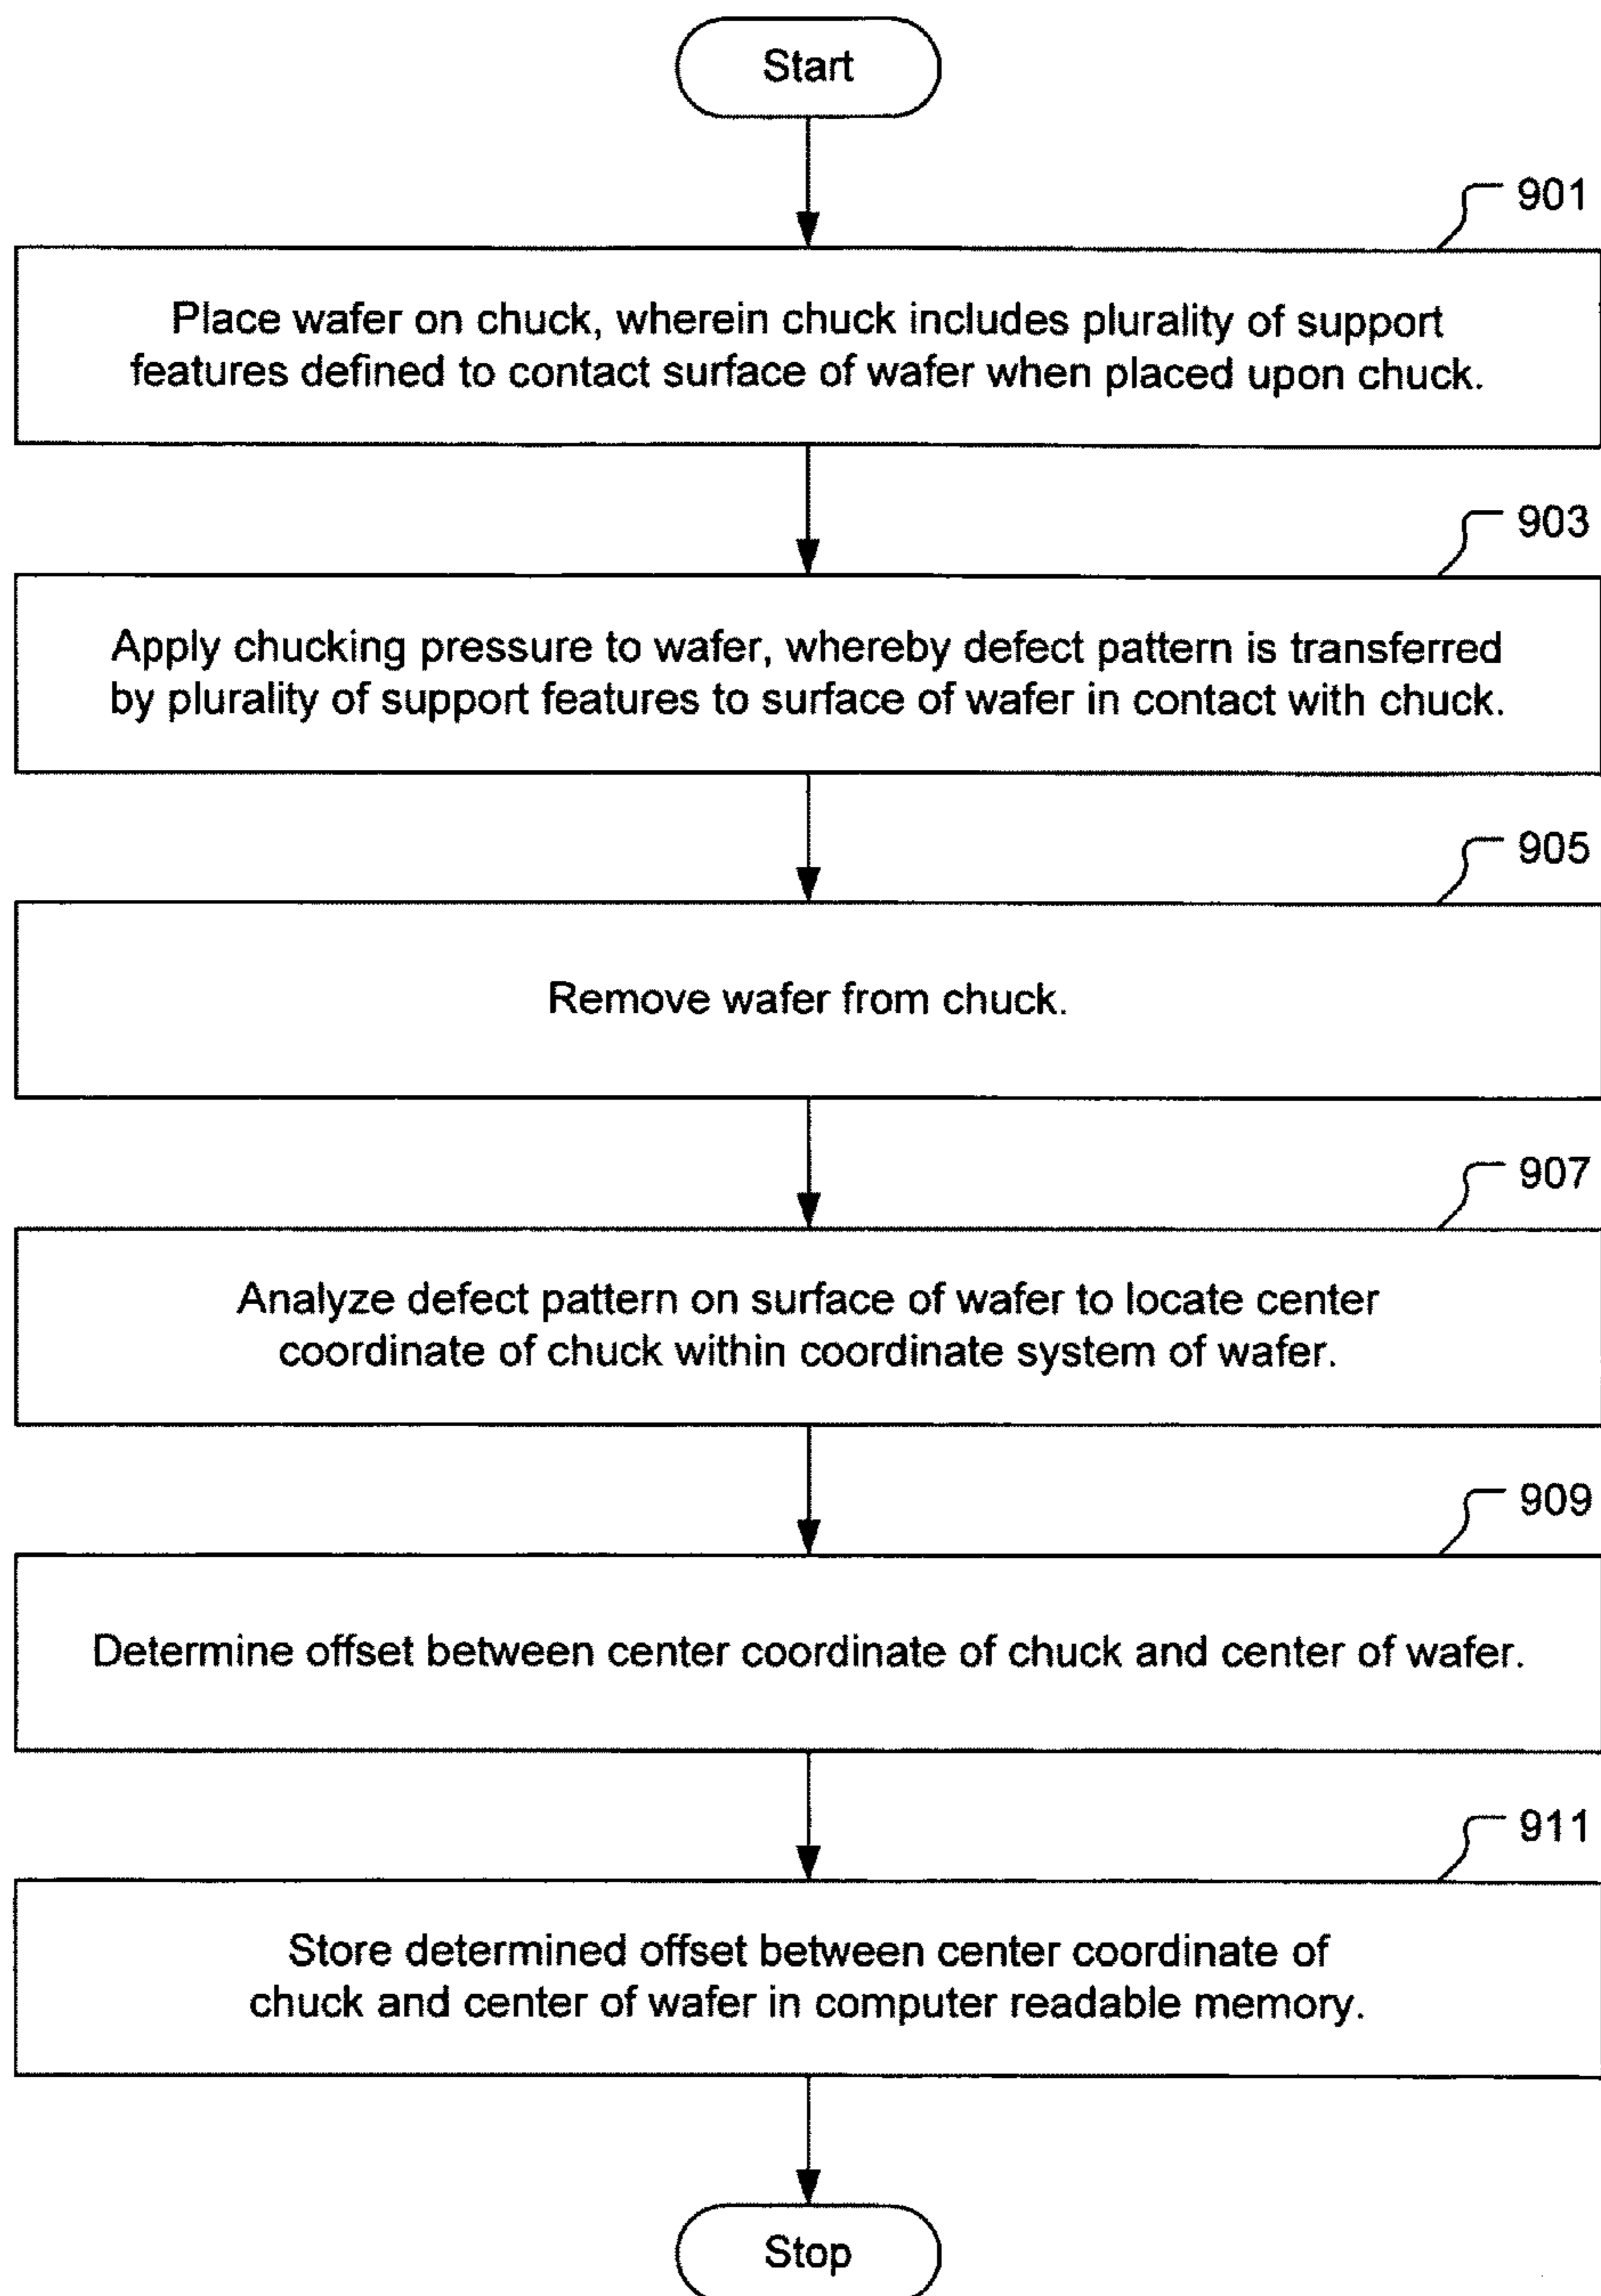 Start
901
Place wafer on chuck, wherein chuck includes plurality of support
features defined to contact surface of wafer when placed upon chuck.
903
Apply chucking pressure to wafer, whereby defect pattern is transferred
by plurality of support features to surface of wafer in contact with chuck.
905
Remove wafer from chuck.
907
Analyze defect pattern on surface of wafer to locate center
coordinate of chuck within coordinate system of wafer.
909
Determine offset between center coordinate of chuck and center of wafer.
911
Store determined offset between center coordinate of
chuck and center of wafer in computer readable memory.
Stop